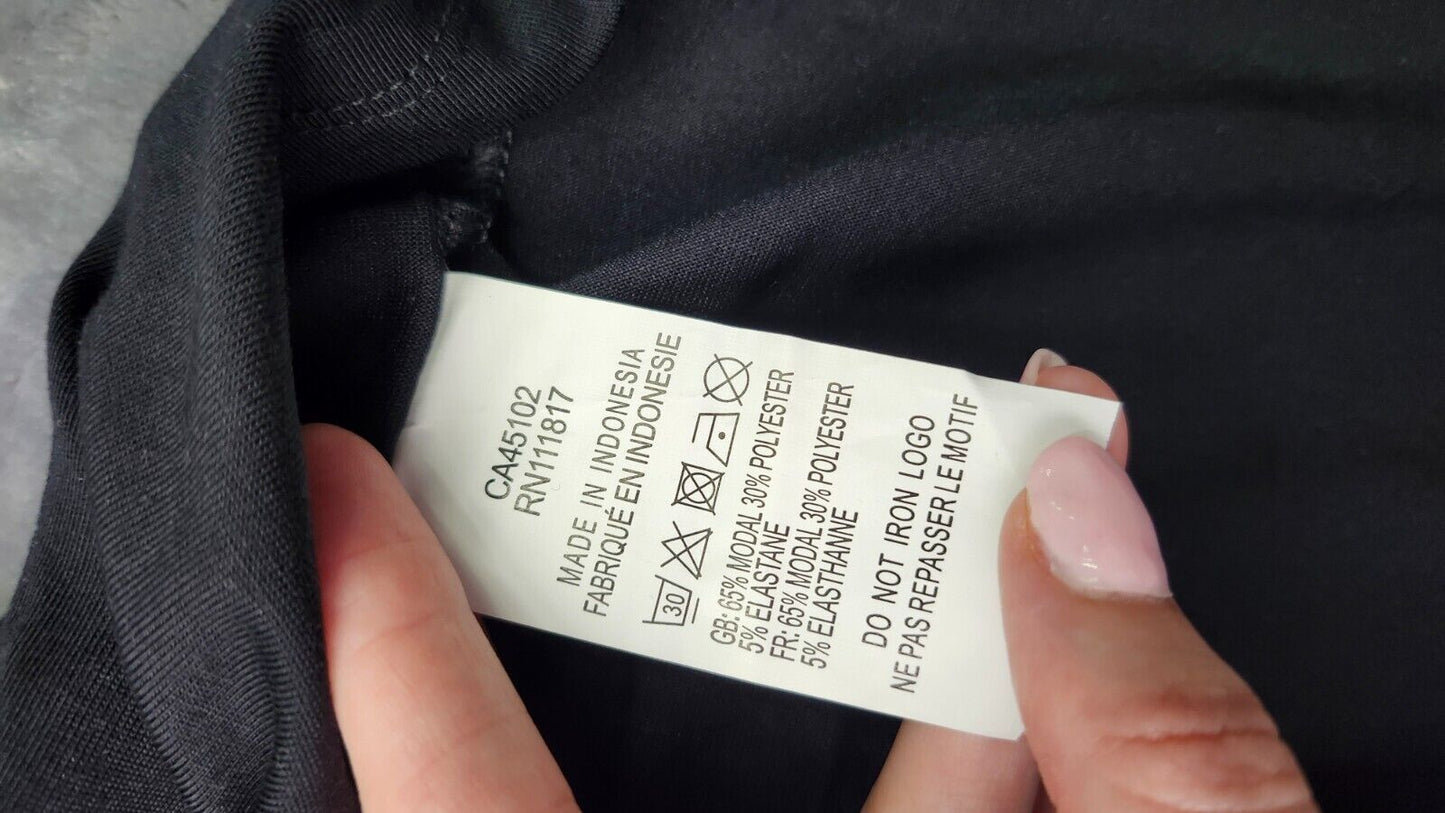 CA45102
RN111817
MADE IN INDONESIA
FABRIQUÉ EN INDONESIE
30
GB: 65% MODAL 30% POLYESTER
5% ELASTANE
FR: 65% MODAL 30% POLYESTER
5% ELASTHANNE
DO NOT IRON LOGO
NE PAS REPASSER LE MOTIF